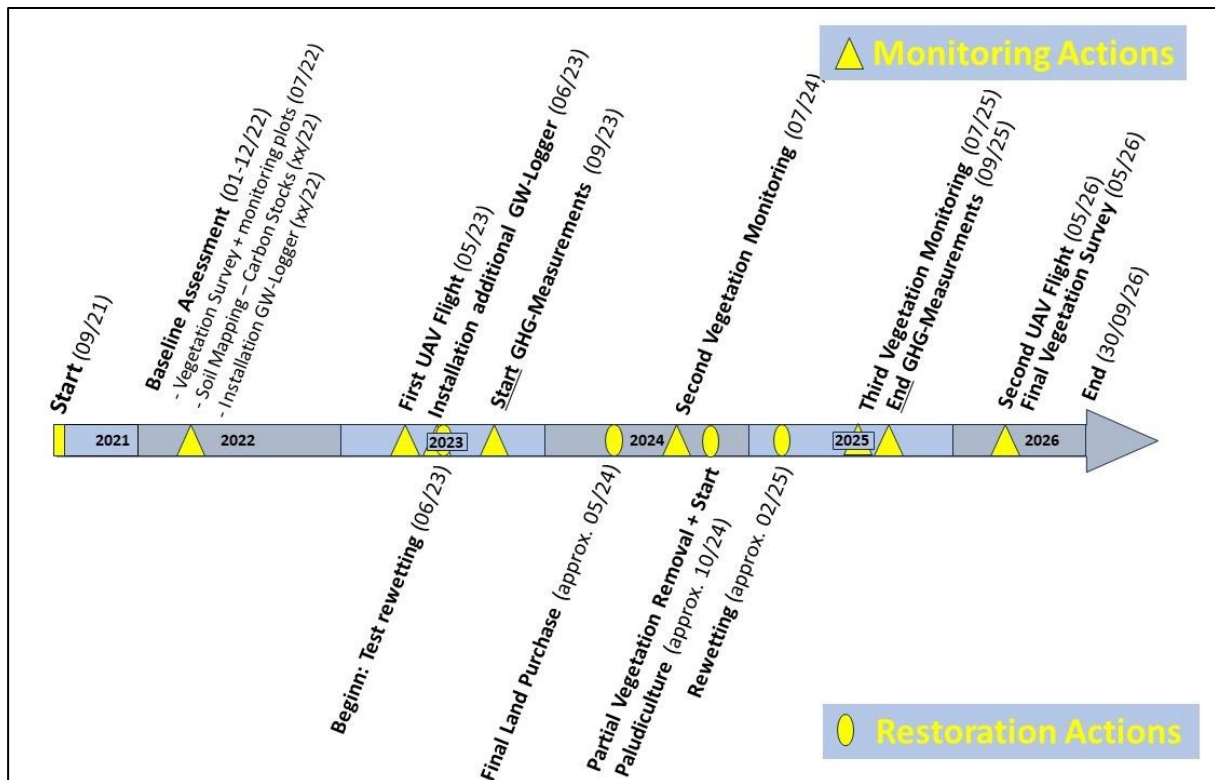 Monitoring Actions
Start (09/21)
Baseline Assessment (01-12/22)
- Vegetation Survey + monitoring plots (07/22)
- Soil Mapping – Carbon Stocks (xx/22)
- Installation GW-Logger (xx/22)
First UAV Flight (05/23)
Installation additional GW-Logger (06/23)
Start GHG-Measurements (09/23)
Second Vegetation Monitoring (07/24)
Third Vegetation Monitoring (07/25)
End GHG-Measurements (09/25)
Second UAV Flight (05/26)
Final Vegetation Survey (05/26)
End (30/09/26)
2021
2022
2023
2024
2025
2026
Beginn: Test rewetting (06/23)
Final Land Purchase (approx. 05/24)
Partial Vegetation Removal + Start
Paludiculture (approx. 10/24)
Rewetting (approx. 02/25)
Restoration Actions